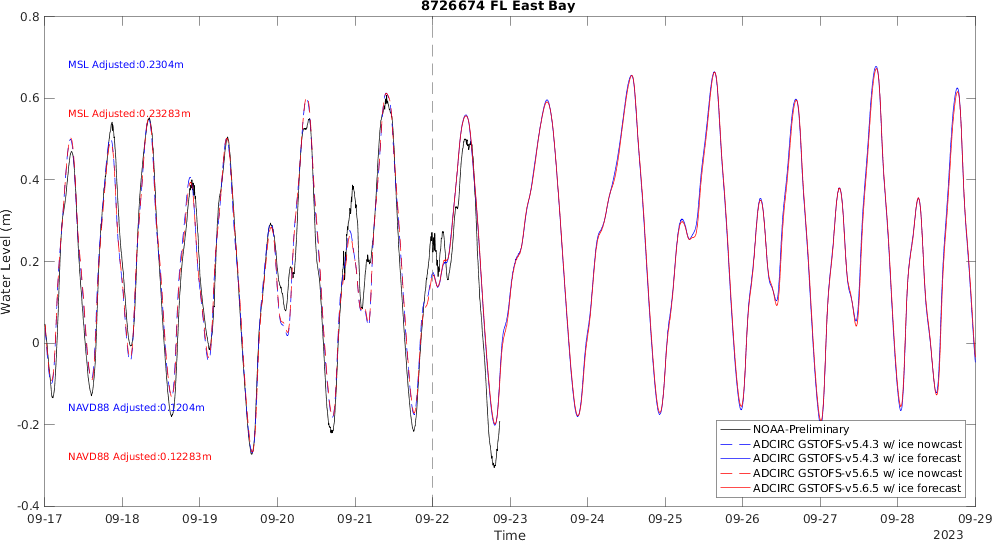 8726674 FL East Bay
0.8
0.6
0.4
0.2
0
-0.2
-0.4
Water Level (m)
MSL Adjusted:0.2304m
MSL Adjusted:0.23283m
NAVD88 Adjusted:0.1204m
NAVD88 Adjusted:0.12283m
NOAA-Preliminary
ADCIRC GSTOFS-v5.4.3 w/ ice nowcast
ADCIRC GSTOFS-v5.4.3 w/ ice forecast
ADCIRC GSTOFS-v5.6.5 w/ ice nowcast
ADCIRC GSTOFS-v5.6.5 w/ ice forecast
09-17 09-18 09-19 09-20 09-21 09-22 09-23 09-24 09-25 09-26 09-27 09-28 09-29
Time
2023